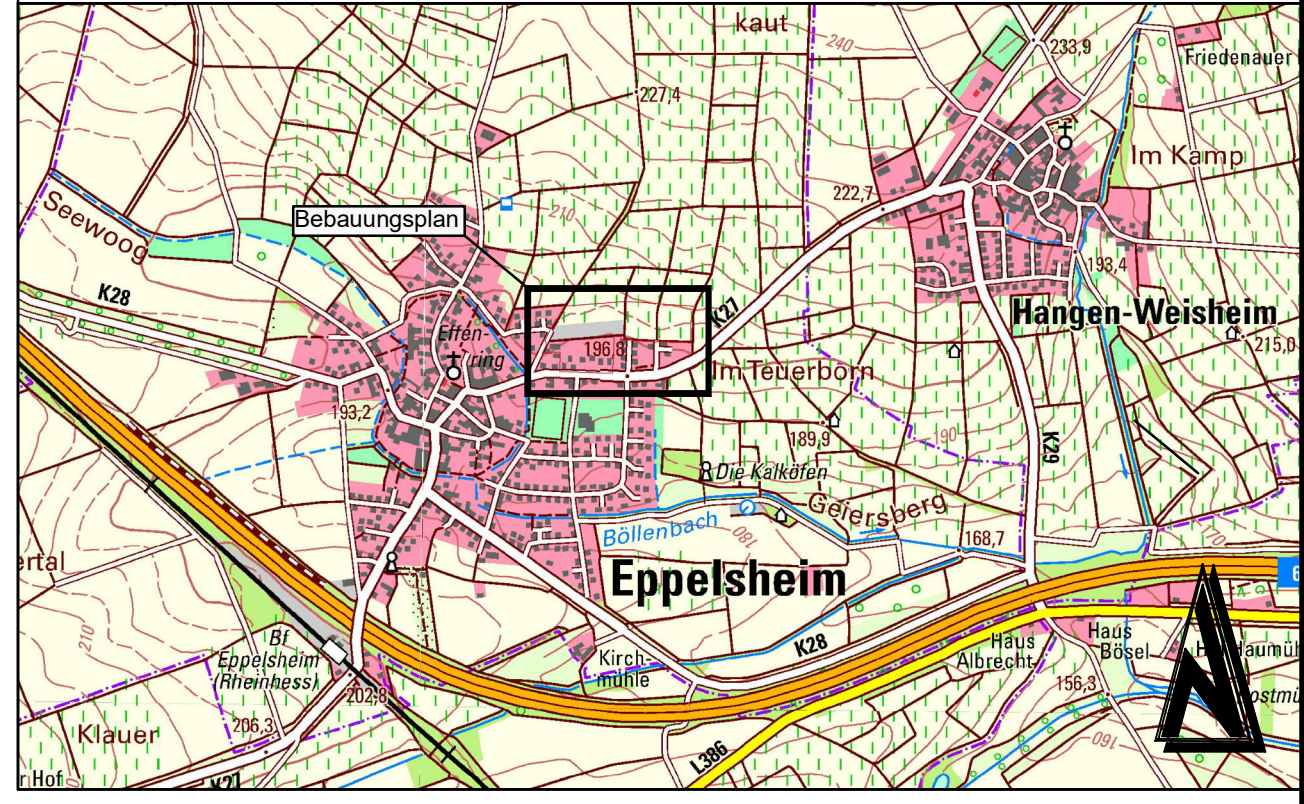 kaut
240
233,9
Friedenauer
227,4
Im Kamp
222,7
Seewoog
Bebauungsplan
210
193,4
K28
K27
Hangen-Weisheim
Effen-
ring
196,8
215,0
Im Teuerborn
193,2
189,9
190
K29
Die Kalköfen
Geiersberg
Böllenbach
180
168,7
ertal
Eppelsheim
170
6
210
Bf
Eppelsheim
(Rheinhess)
Kirch-
mühle
K28
Haus
Albrecht
Haus
Bösel
202,8
156,3
206,3
Klauer
160
L386
r Hof
K27
N